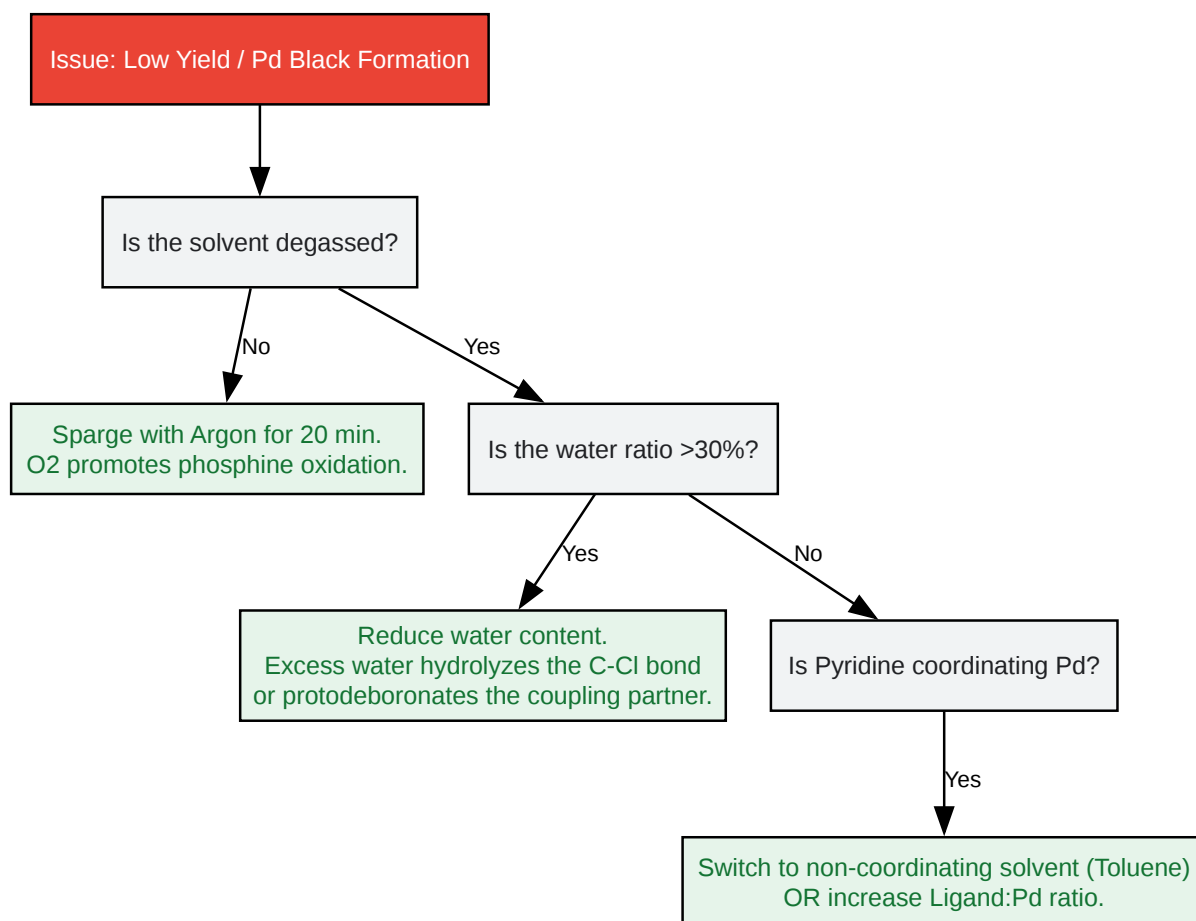 Issue: Low Yield / Pd Black Formation
Is the solvent degassed?
No
Yes
Sparge with Argon for 20 min.
O2 promotes phosphine oxidation.
Is the water ratio >30%?
Yes
No
Reduce water content.
Excess water hydrolyzes the C-Cl bond
or protodeboronates the coupling partner.
Is Pyridine coordinating Pd?
Yes
Switch to non-coordinating solvent (Toluene)
OR increase Ligand:Pd ratio.